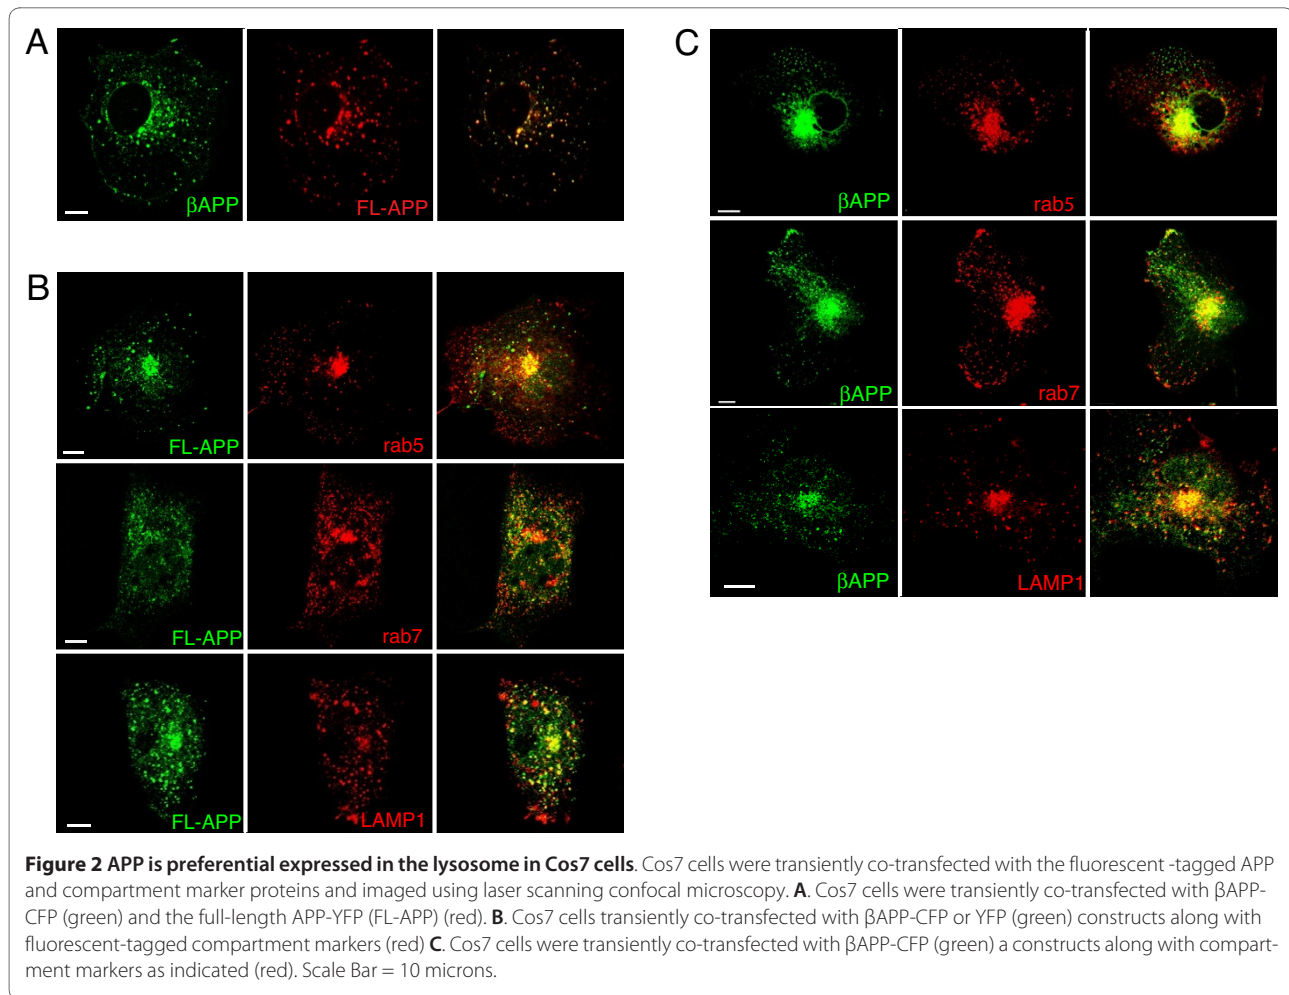 A
βAPP
FL-APP
B
FL-APP
rab5
FL-APP
rab7
FL-APP
LAMP1
C
βAPP
rab5
βAPP
rab7
βAPP
LAMP1
Figure 2 APP is preferential expressed in the lysosome in Cos7 cells. Cos7 cells were transiently co-transfected with the fluorescent -tagged APP
and compartment marker proteins and imaged using laser scanning confocal microscopy. A. Cos7 cells were transiently co-transfected with βAPP-
CFP (green) and the full-length APP-YFP (FL-APP) (red). B. Cos7 cells transiently co-transfected with βAPP-CFP or YFP (green) constructs along with
fluorescent-tagged compartment markers (red) C. Cos7 cells were transiently co-transfected with βAPP-CFP (green) a constructs along with compart-
ment markers as indicated (red). Scale Bar = 10 microns.